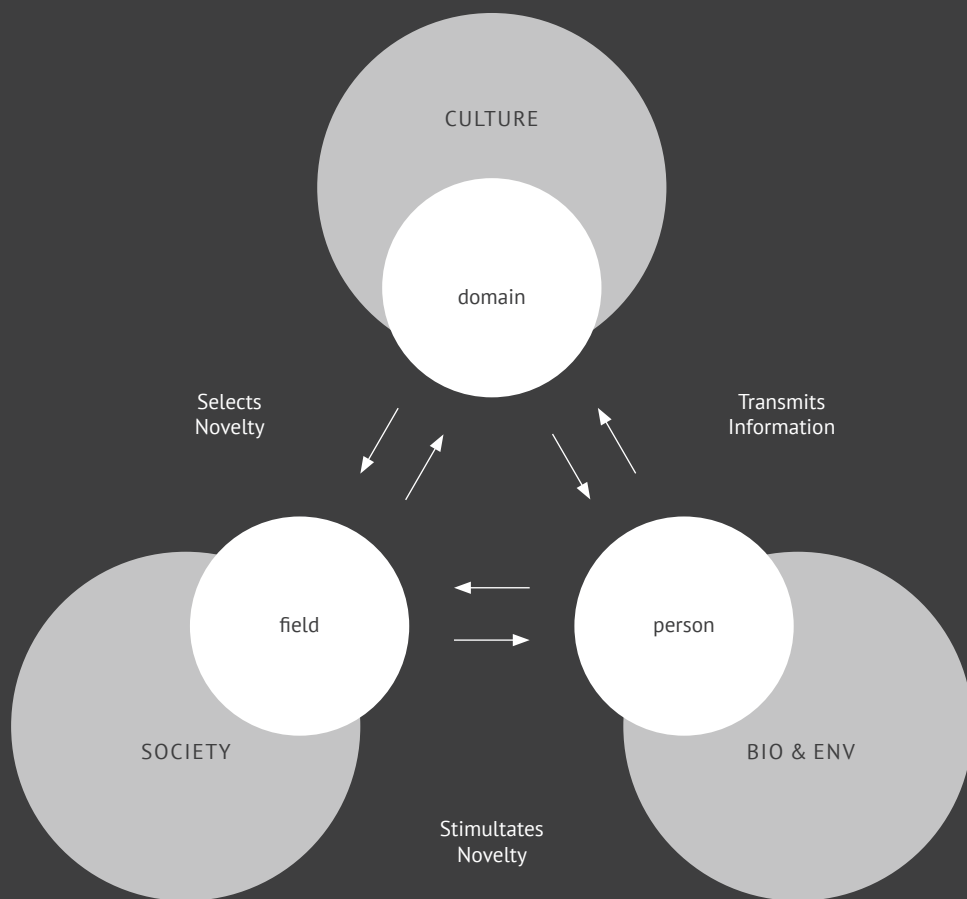 CULTURE
domain
Selects
Novelty
Transmits
Information
field
person
SOCIETY
BIO & ENV
Stimultates
Novelty